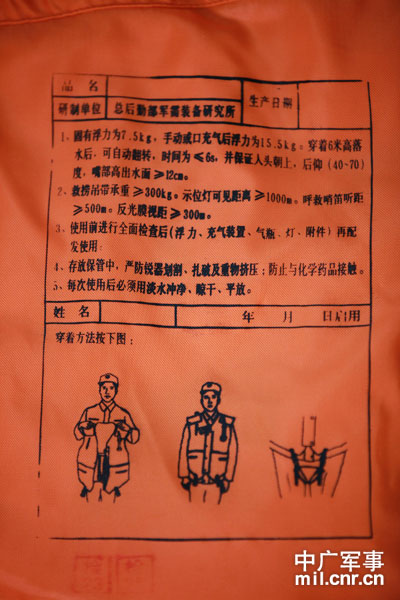 品 名
生产日期
研制单位 总后勤部军需装备研究所
1、固有浮力为7.5kg，手动或口充气后浮力为15.5kg。穿着6米高落
水后，可自动翻转，时间为≤6s，并保证人头朝上，后仰(40~70)
度，嘴部高出水面≥12cm。
2、救捞吊带承重≥300kg。示位灯可见距离≥1000m。呼救哨笛听距
≥500m。反光膜视距≥300m。
3、使用前进行全面检查后(浮力、充气装置、气瓶、灯、附件)再配
发使用；
4、存放保管中，严防锐器划割、扎破及重物挤压；防止与化学药品接触。
5、每次使用后必须用淡水冲净、晾干、平放。
姓 名 年 月 日启用
穿着方法按下图：
中广军事
mil.cnr.cn